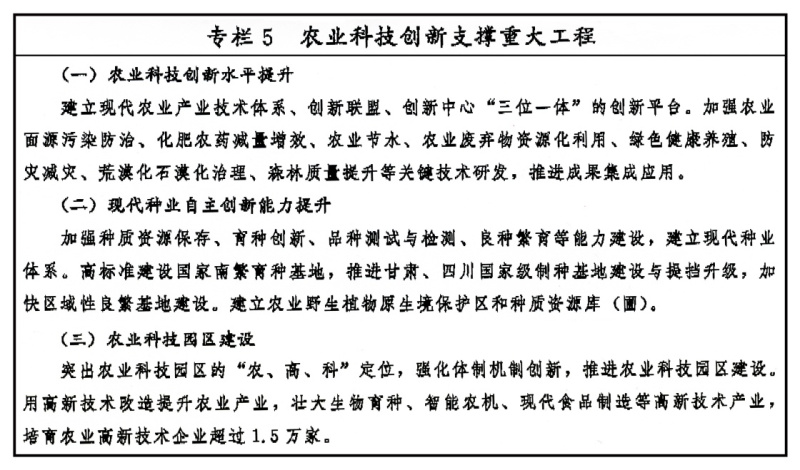 专栏 5 农业科技创新支撑重大工程
（一）农业科技创新水平提升
建立现代农业产业技术体系、创新联盟、创新中心“三位一体”的创新平台。加强农业
面源污染防治、化肥农药减量增效、农业节水、农业废弃物资源化利用、绿色健康养殖、防
灾减灾、荒漠化石漠化治理、森林质量提升等关键技术研发，推进成果集成应用。
（二）现代种业自主创新能力提升
加强种质资源保存、育种创新、品种测试与检测、良种繁育等能力建设，建立现代种业
体系。高标准建设国家南繁育种基地，推进甘肃、四川国家级制种基地建设与提挡升级，加
快区域性良繁基地建设。建立农业野生植物原生境保护区和种质资源库（圃）。
（三）农业科技园区建设
突出农业科技园区的“农、高、科”定位，强化体制机制创新，推进农业科技园区建设。
用高新技术改造提升农业产业，壮大生物育种、智能农机、现代食品制造等高新技术产业，
培育农业高新技术企业超过 1.5 万家。